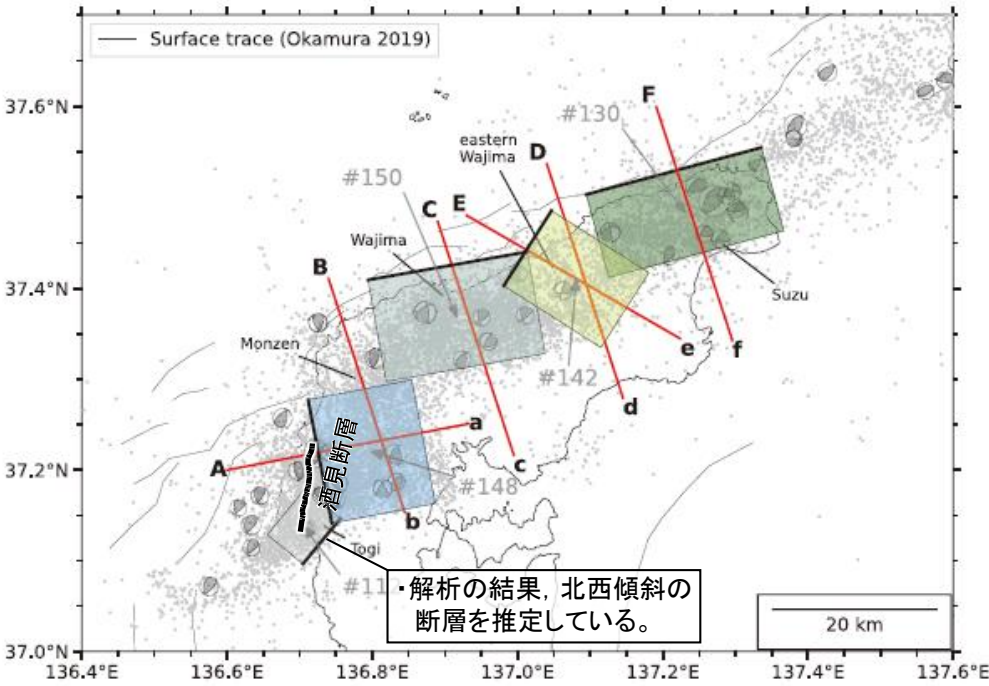 Surface trace (Okamura 2019)
37.6°N
37.4°N
37.2°N
37.0°N
F
#130
eastern
Wajima
D
#150
C
E
Wajima
B
Suzu
Monzen
e
f
#142
d
a
A
酒見断層
c
#148
b
Togi
#112
・解析の結果，北西傾斜の
断層を推定している。
20 km
136.4°E
136.6°E
136.8°E
137.0°E
137.2°E
137.4°E
137.6°E